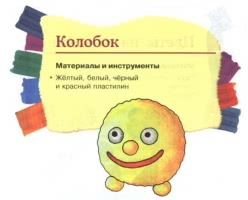 Колобок
Материалы и инструменты
• Жёлтый, белый, чёрный
и красный пластилин